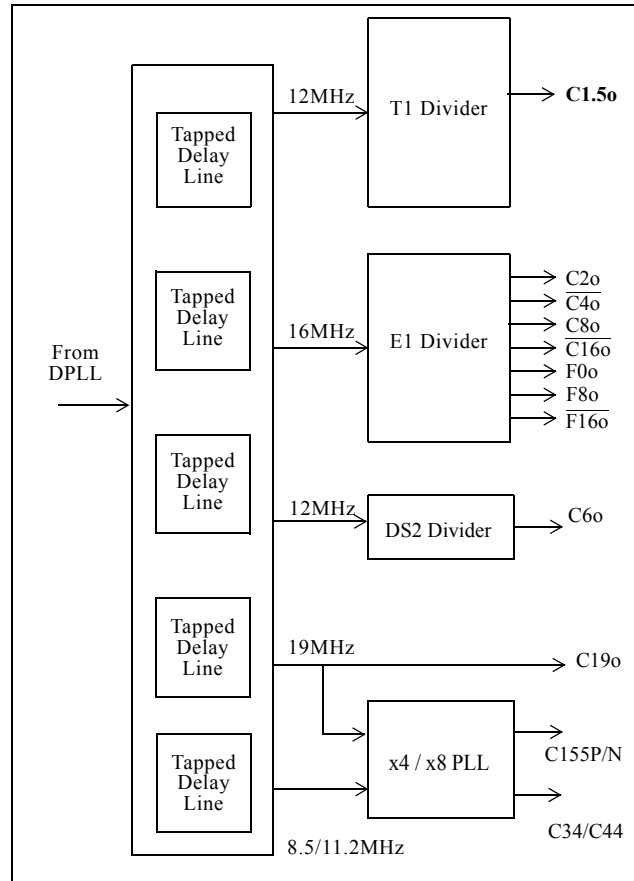 12MHz
T1 Divider
C1.5o
Tapped
Delay
Line
Tapped
Delay
Line
16MHz
E1 Divider
C2o
C4o
C8o
C16o
F0o
F8o
F16o
From
DPLL
Tapped
Delay
Line
12MHz
DS2 Divider
C6o
Tapped
Delay
Line
19MHz
C19o
Tapped
Delay
Line
x4 / x8 PLL
C155P/N
C34/C44
8.5/11.2MHz